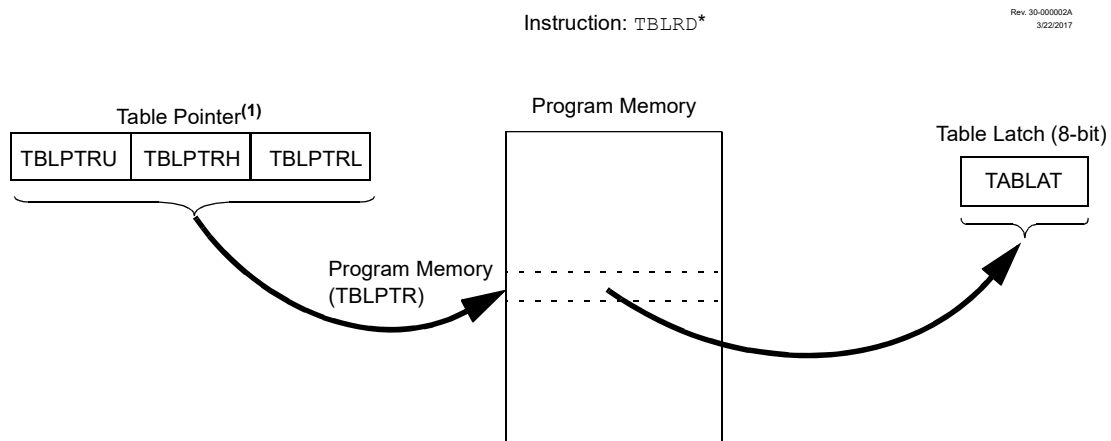 Instruction: TBLRD*
Rev. 30-000002A
3/22/2017
Table Pointer(1)
Program Memory
Table Latch (8-bit)
TBLPTRU TBLPTRH TBLPTRL
TABLAT
Program Memory
(TBLPTR)